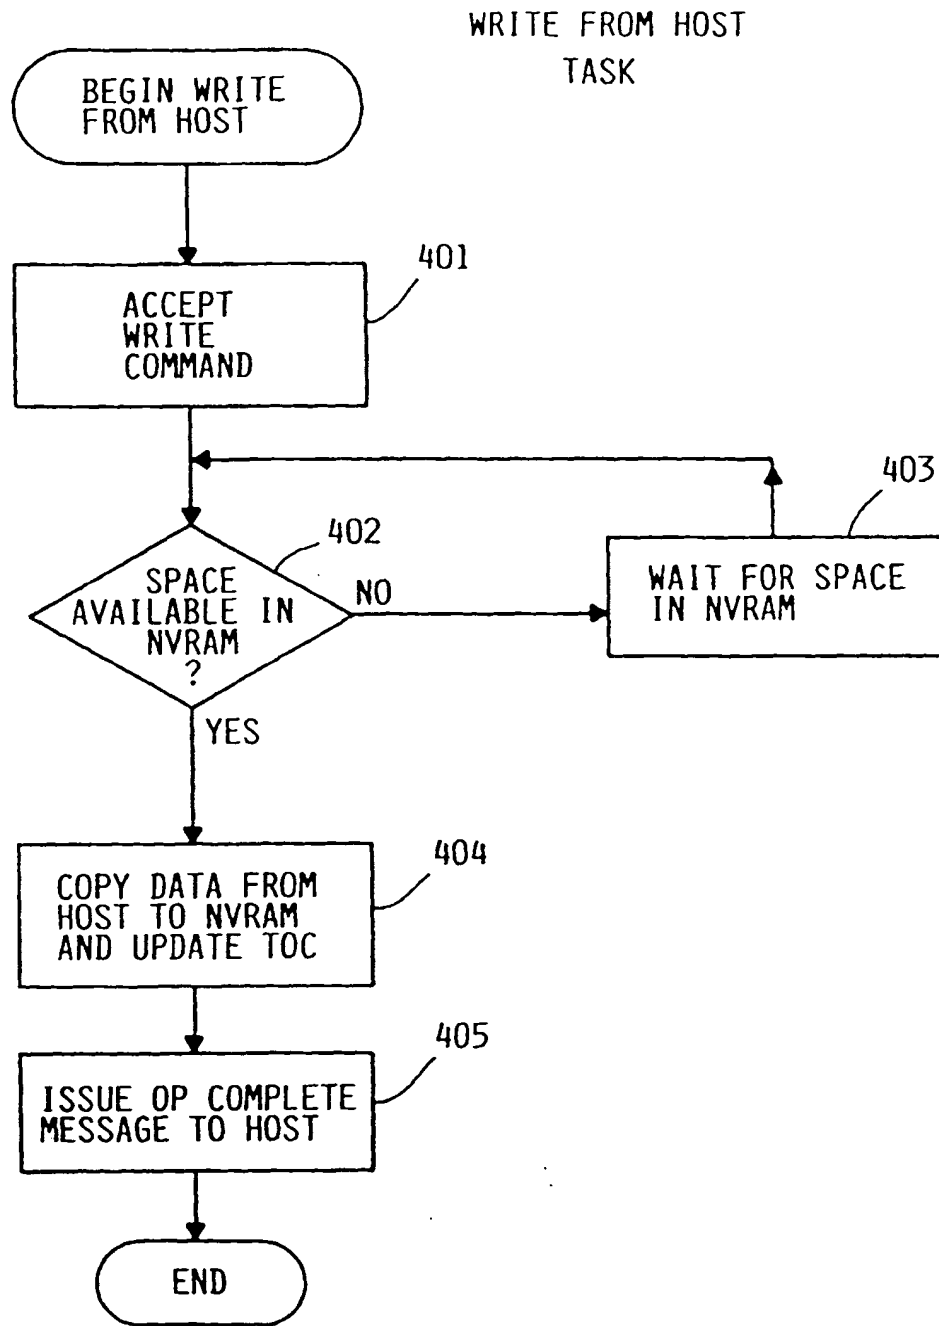 WRITE FROM HOST
TASK
BEGIN WRITE
FROM HOST
401
ACCEPT
WRITE
COMMAND
402
SPACE
AVAILABLE IN
NVRAM
?
NO
403
WAIT FOR SPACE
IN NVRAM
YES
404
COPY DATA FROM
HOST TO NVRAM
AND UPDATE TOC
405
ISSUE OP COMPLETE
MESSAGE TO HOST
END